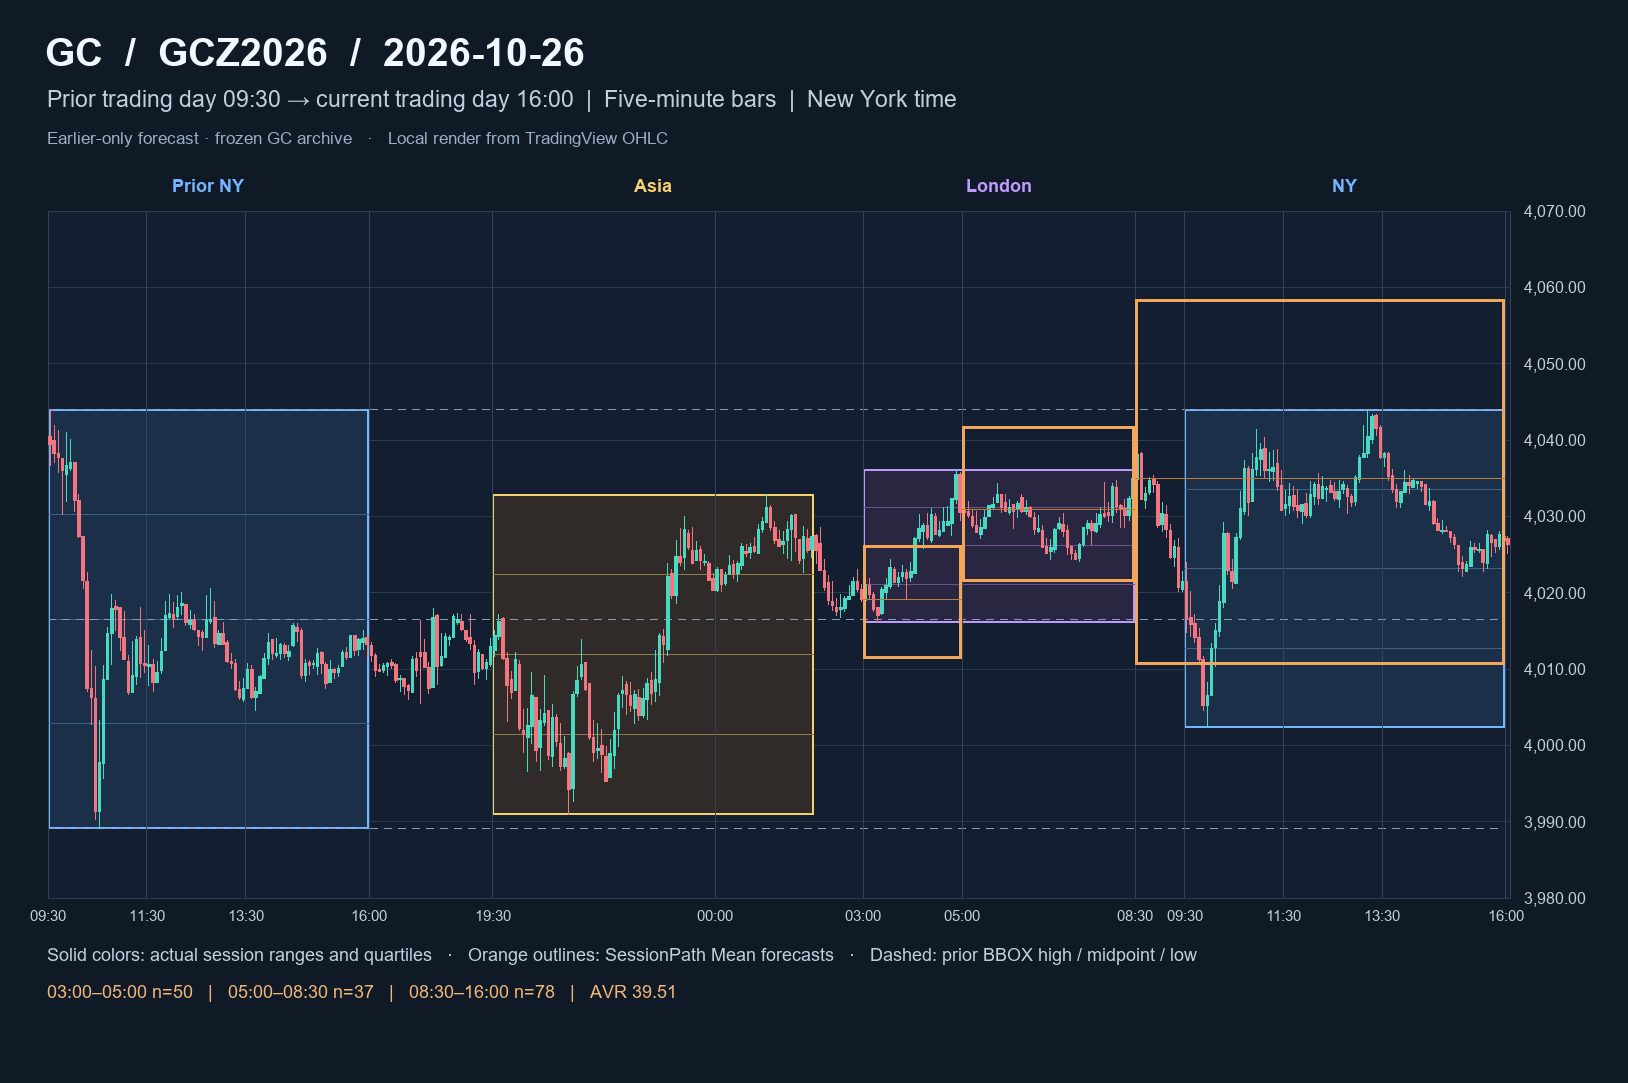 GC / GCZ2026 / 2026-10-26
Prior trading day 09:30 → current trading day 16:00 | Five-minute bars | New York time
Earlier-only forecast · frozen GC archive · Local render from TradingView OHLC
Prior NY Asia London NY
4,070.00
4,060.00
4,050.00
4,040.00
4,030.00
4,020.00
4,010.00
4,000.00
3,990.00
3,980.00
09:30 11:30 13:30 16:00 19:30 00:00 03:00 05:00 08:30 09:30 11:30 13:30 16:00
Solid colors: actual session ranges and quartiles · Orange outlines: SessionPath Mean forecasts · Dashed: prior BBOX high / midpoint / low
03:00–05:00 n=50 | 05:00–08:30 n=37 | 08:30–16:00 n=78 | AVR 39.51